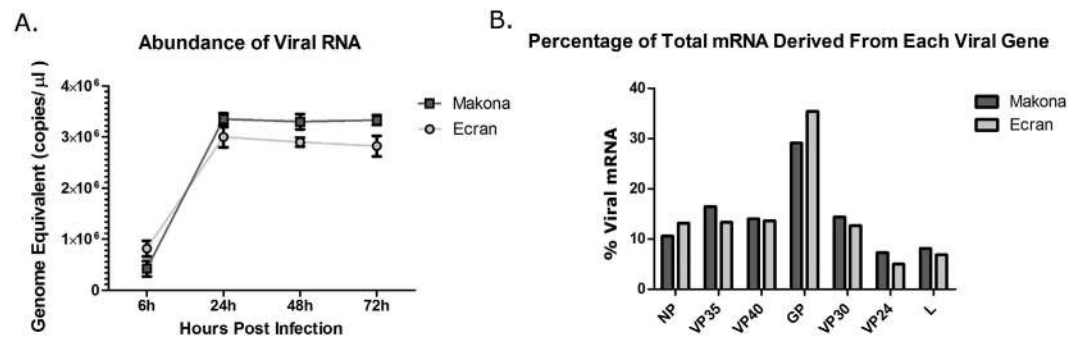 A.
Abundance of Viral RNA
Genome Equivalent (copies/ µl)
4×10⁶
3×10⁶
2×10⁶
1×10⁶
0
6h 24h 48h 72h
Hours Post Infection
Makona
Ecran
B.
Percentage of Total mRNA Derived From Each Viral Gene
% Viral mRNA
40
30
20
10
0
NP VP35 VP40 GP VP30 VP24 L
Makona
Ecran